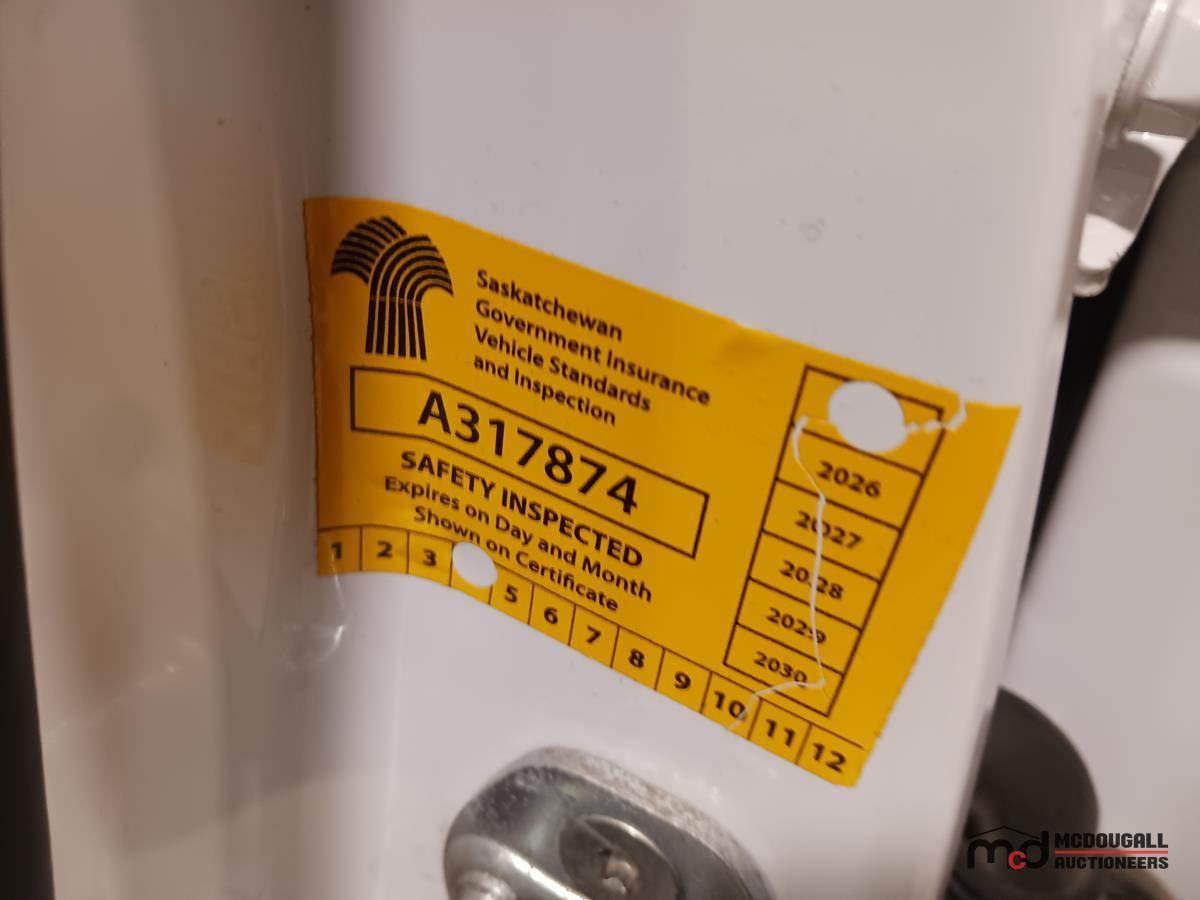 Saskatchewan
Government Insurance
Vehicle Standards
and Inspection
A317874
SAFETY INSPECTED
Expires on Day and Month
Shown on Certificate
1 2 3 5 6 7 8 9 10 11 12
2026
2027
2028
2029
2030
mcd MCDOUGALL
AUCTIONEERS